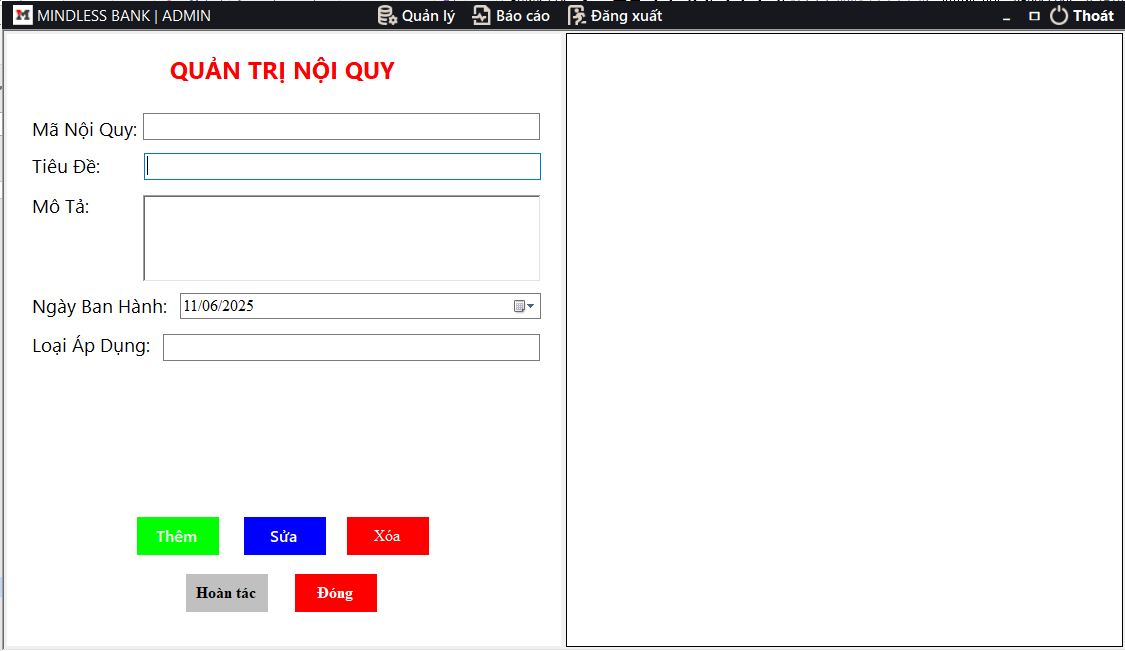 M MINDLESS BANK | ADMIN Quản lý Báo cáo Đăng xuất Thoát
QUẢN TRỊ NỘI QUY
Mã Nội Quy:
Tiêu Đề:
Mô Tả:
Ngày Ban Hành: 11/06/2025
Loại Áp Dụng:
Thêm Sửa Xóa
Hoàn tác Đóng